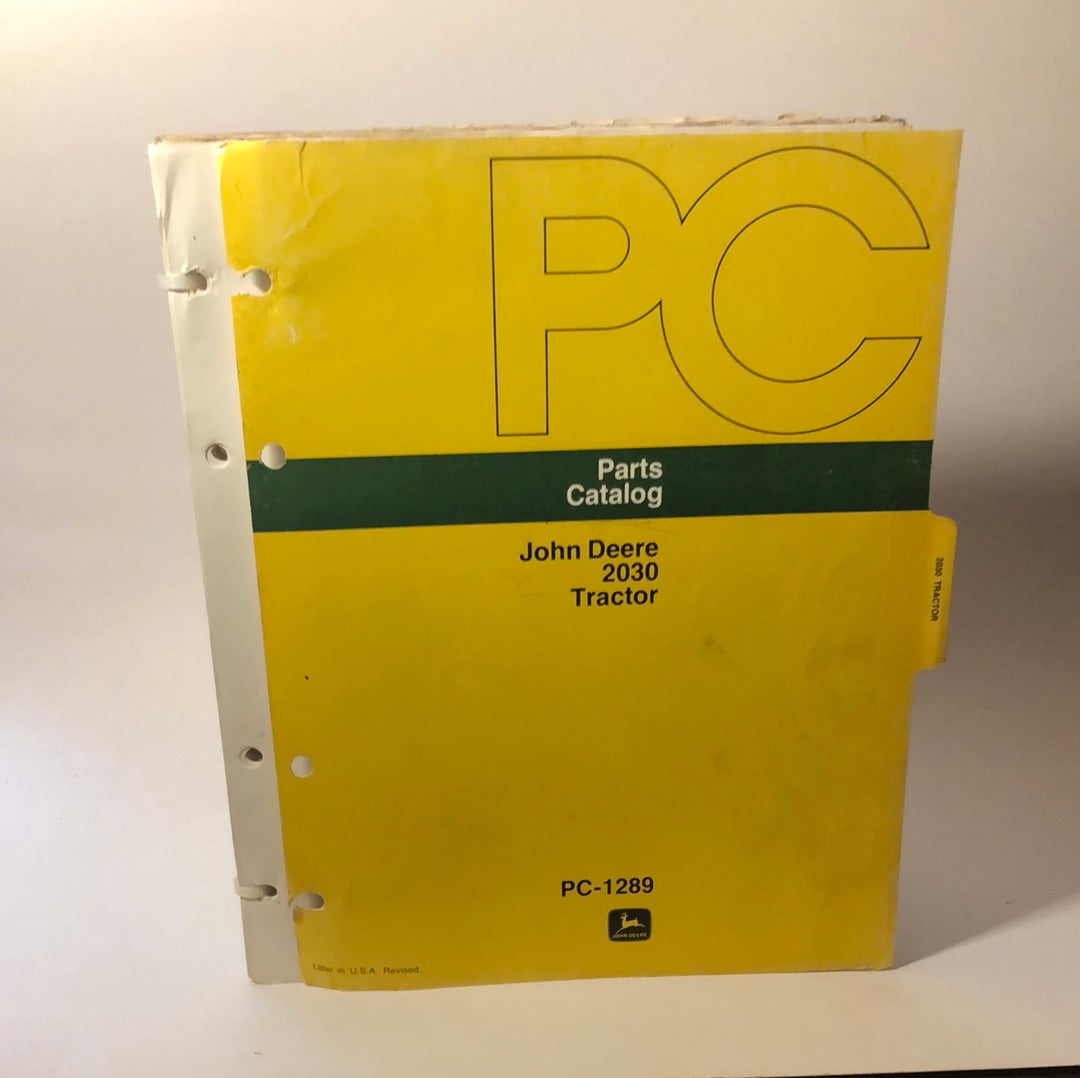 PC
Parts
Catalog
John Deere
2030
Tractor
2030 TRACTOR
PC-1289
JOHN DEERE
Litho in U.S.A. Revised